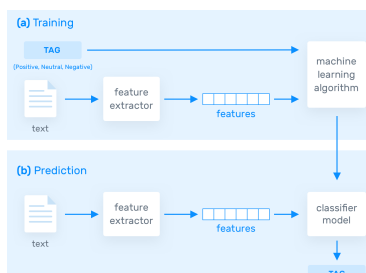 (a) Training
TAG
(Positive, Neutral, Negative)
machine
learning
algorithm
feature
extractor
features
text
(b) Prediction
feature
extractor
classifier
model
features
text
TAG